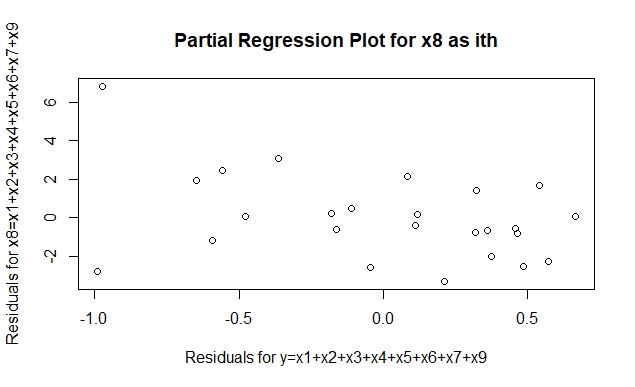 Partial Regression Plot for x8 as ith
Residuals for x8=x1+x2+x3+x4+x5+x6+x7+x9
6
4
2
0
-2
-1.0 -0.5 0.0 0.5
Residuals for y=x1+x2+x3+x4+x5+x6+x7+x9